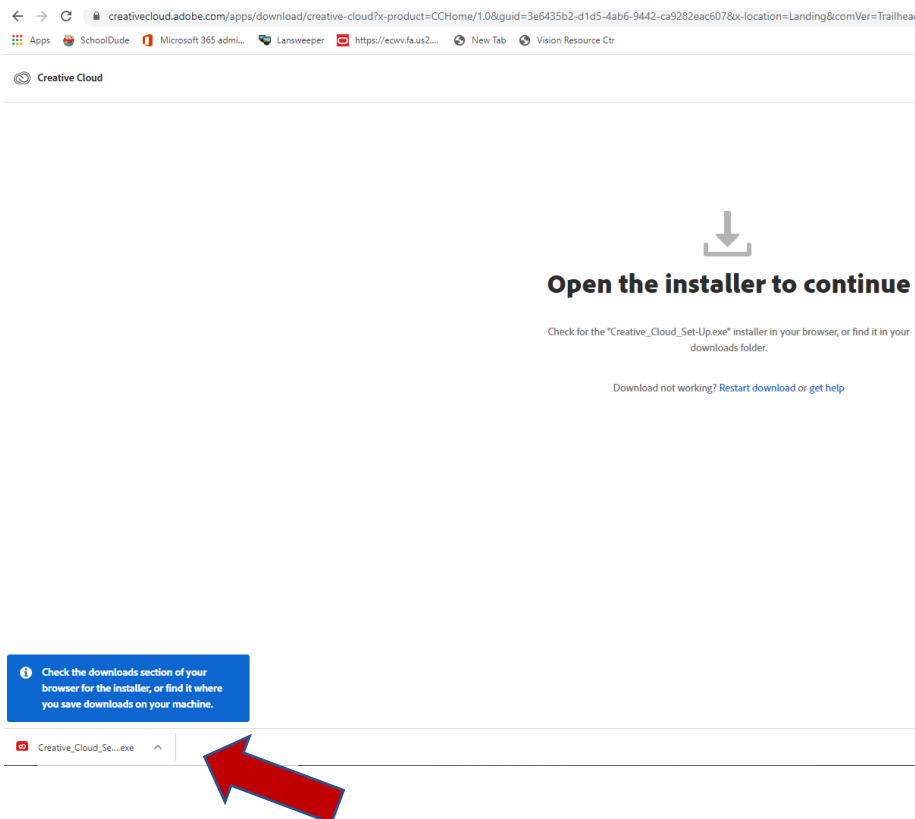 creativecloud.adobe.com/apps/download/creative-cloud?x-product=CCHome/1.0&guid=3e6435b2-d1d5-4ab6-9442-ca9282eac607&x-location=Landing&comVer=Trailhead
Apps SchoolDude Microsoft 365 admi... Lansweeper https://ecwv.fa.us2.... New Tab Vision Resource Ctr
Creative Cloud
Open the installer to continue
Check for the "Creative_Cloud_Set-Up.exe" installer in your browser, or find it in your
downloads folder.
Download not working? Restart download or get help
Check the downloads section of your
browser for the installer, or find it where
you save downloads on your machine.
Creative_Cloud_Se....exe